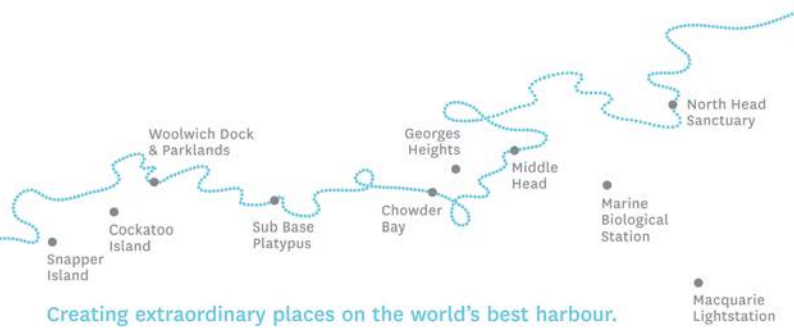 Woolwich Dock
& Parklands
Georges
Heights
North Head
Sanctuary
Middle
Head
Cockatoo
Island
Sub Base
Platypus
Chowder
Bay
Marine
Biological
Station
Snapper
Island
Macquarie
Lightstation
Creating extraordinary places on the world's best harbour.